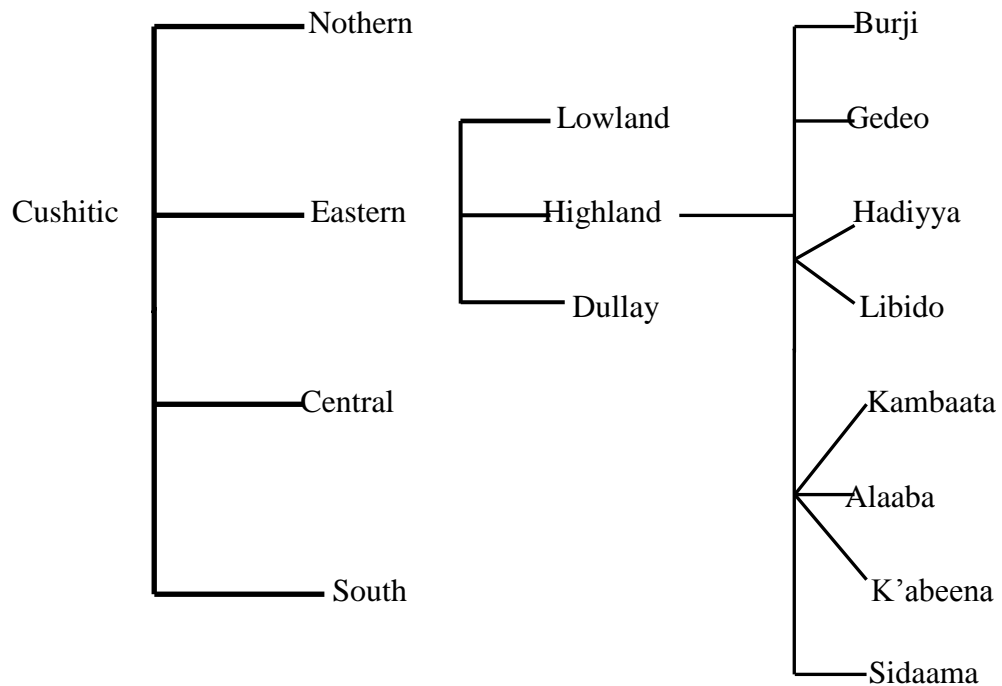 Nothern
Burji
Lowland
Gedeo
Cushitic
Eastern
Highland
Hadiyya
Dullay
Libido
Central
Kambaata
Alaaba
South
K’abeena
Sidaama